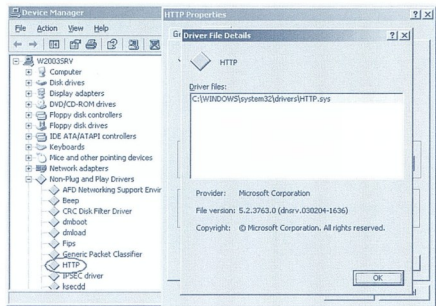 Device Manager
File Action View Help
W2003SRV
Computer
Disk drives
Display adapters
DVD/CD-ROM drives
Floppy disk controllers
Floppy disk drives
IDE ATA/ATAPI controllers
Keyboards
Mice and other pointing devices
Network adapters
Non-Plug and Play Drivers
AFD Networking Support Envir
Beep
CRC Disk Filter Driver
dmboot
dmload
Fips
Generic Packet Classifier
HTTP
IPSEC driver
ksecdd
HTTP Properties
Driver File Details
HTTP
Driver files:
C:\WINDOWS\system32\drivers\HTTP.sys
Provider: Microsoft Corporation
File version: 5.2.3763.0 (dnsrv.030204-1636)
Copyright: © Microsoft Corporation. All rights reserved.
OK